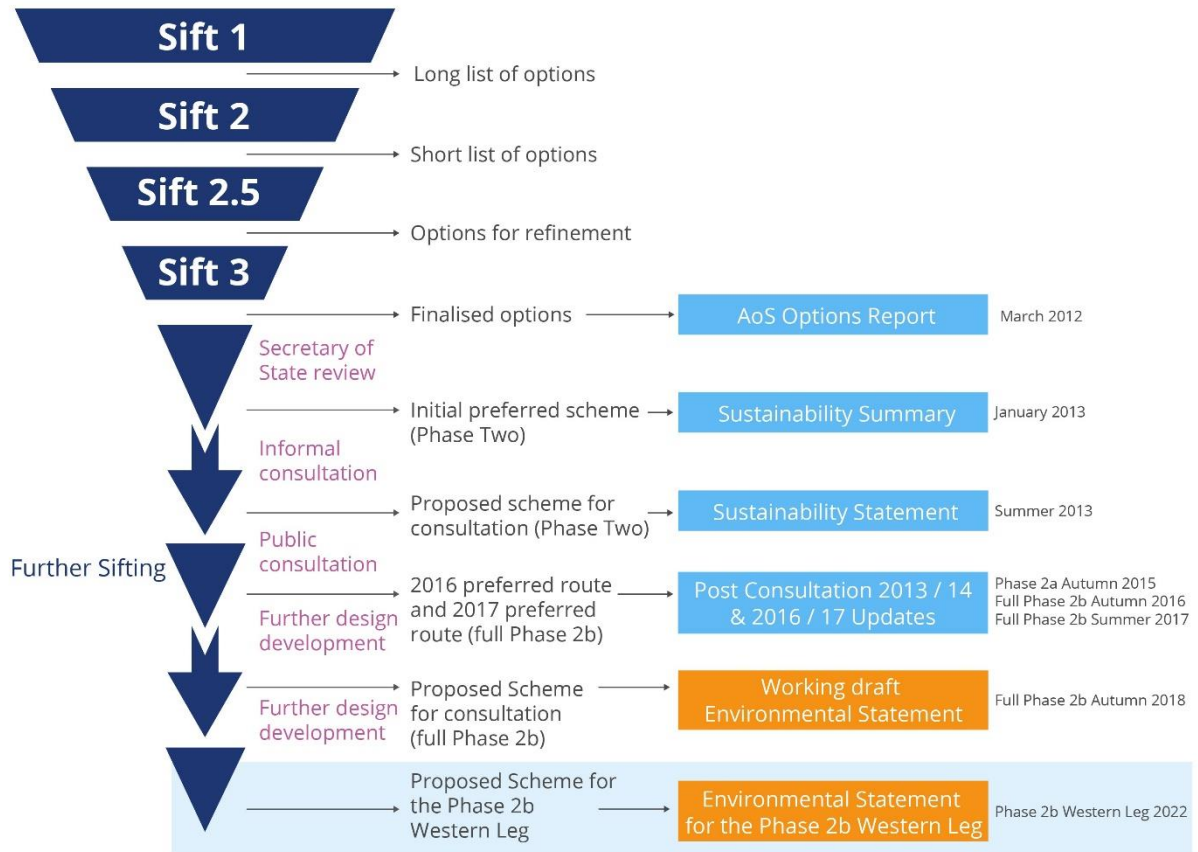 Sift 1
Long list of options
Sift 2
Short list of options
Sift 2.5
Options for refinement
Sift 3
Finalised options
AoS Options Report
March 2012
Secretary of
State review
Initial preferred scheme
(Phase Two)
Sustainability Summary
January 2013
Informal
consultation
Proposed scheme for
consultation (Phase Two)
Sustainability Statement
Summer 2013
Further Sifting
Public
consultation
2016 preferred route
and 2017 preferred
route (full Phase 2b)
Post Consultation 2013 / 14
& 2016 / 17 Updates
Phase 2a Autumn 2015
Full Phase 2b Autumn 2016
Full Phase 2b Summer 2017
Further design
development
Proposed Scheme
for consultation
(full Phase 2b)
Working draft
Environmental Statement
Full Phase 2b Autumn 2018
Further design
development
Proposed Scheme for
the Phase 2b
Western Leg
Environmental Statement
for the Phase 2b Western Leg
Phase 2b Western Leg 2022